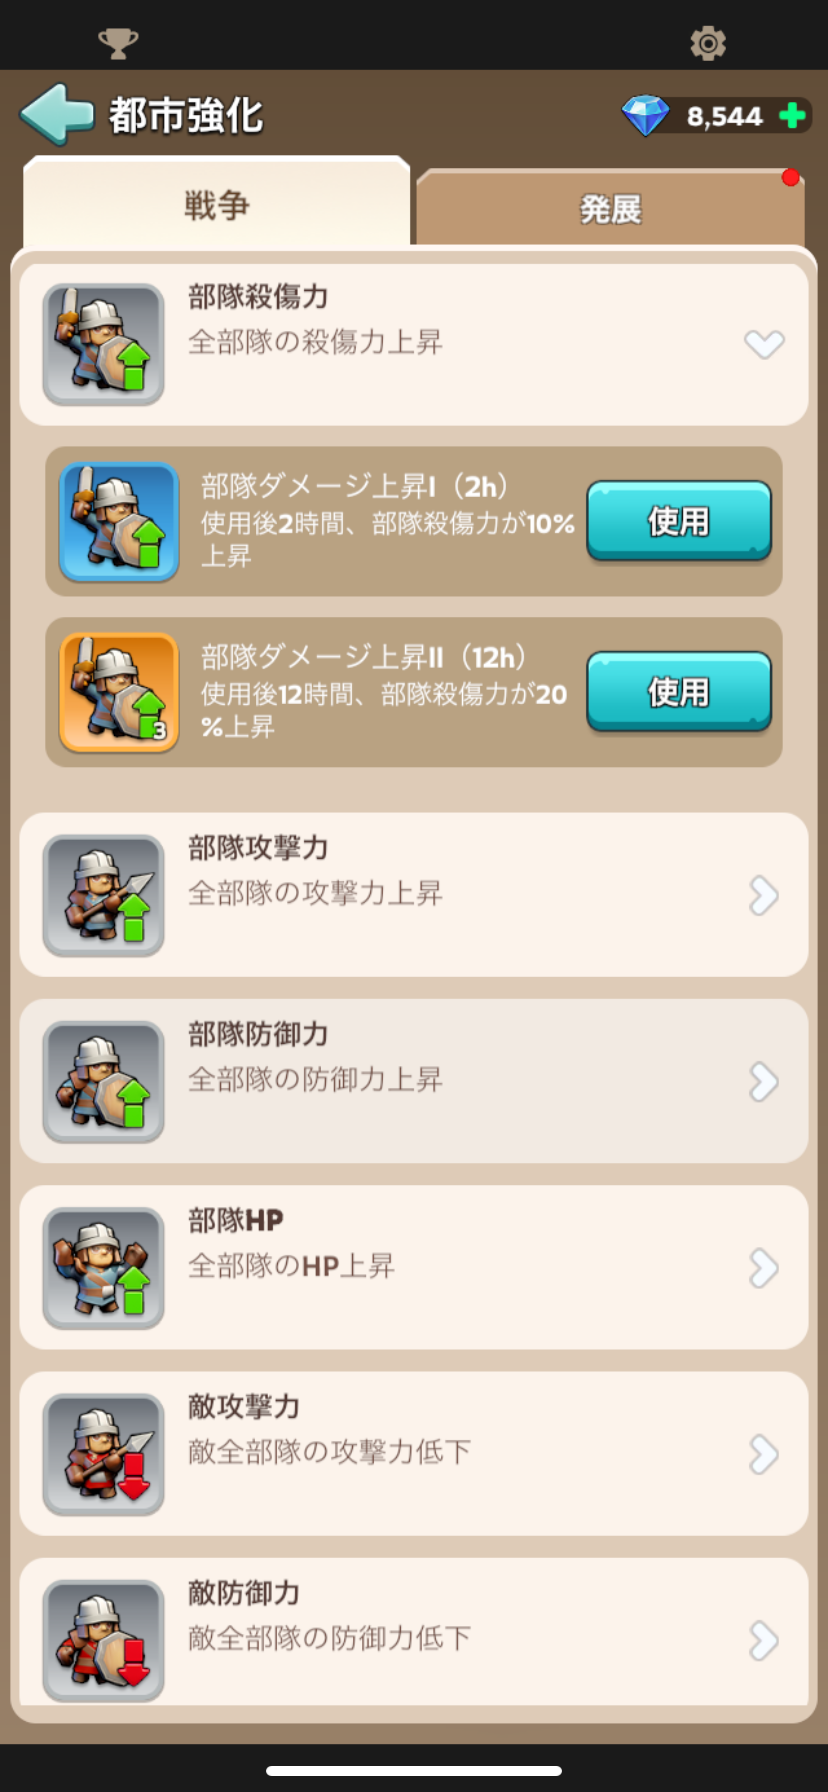 都市強化
8,544
戦争
発展
部隊殺傷力
全部隊の殺傷力上昇
部隊ダメージ上昇I（2h）
使用後2時間、部隊殺傷力が10%
上昇
使用
部隊ダメージ上昇II（12h）
使用後12時間、部隊殺傷力が20
%上昇
3
使用
部隊攻撃力
全部隊の攻撃力上昇
部隊防御力
全部隊の防御力上昇
部隊HP
全部隊のHP上昇
敵攻撃力
敵全部隊の攻撃力低下
敵防御力
敵全部隊の防御力低下